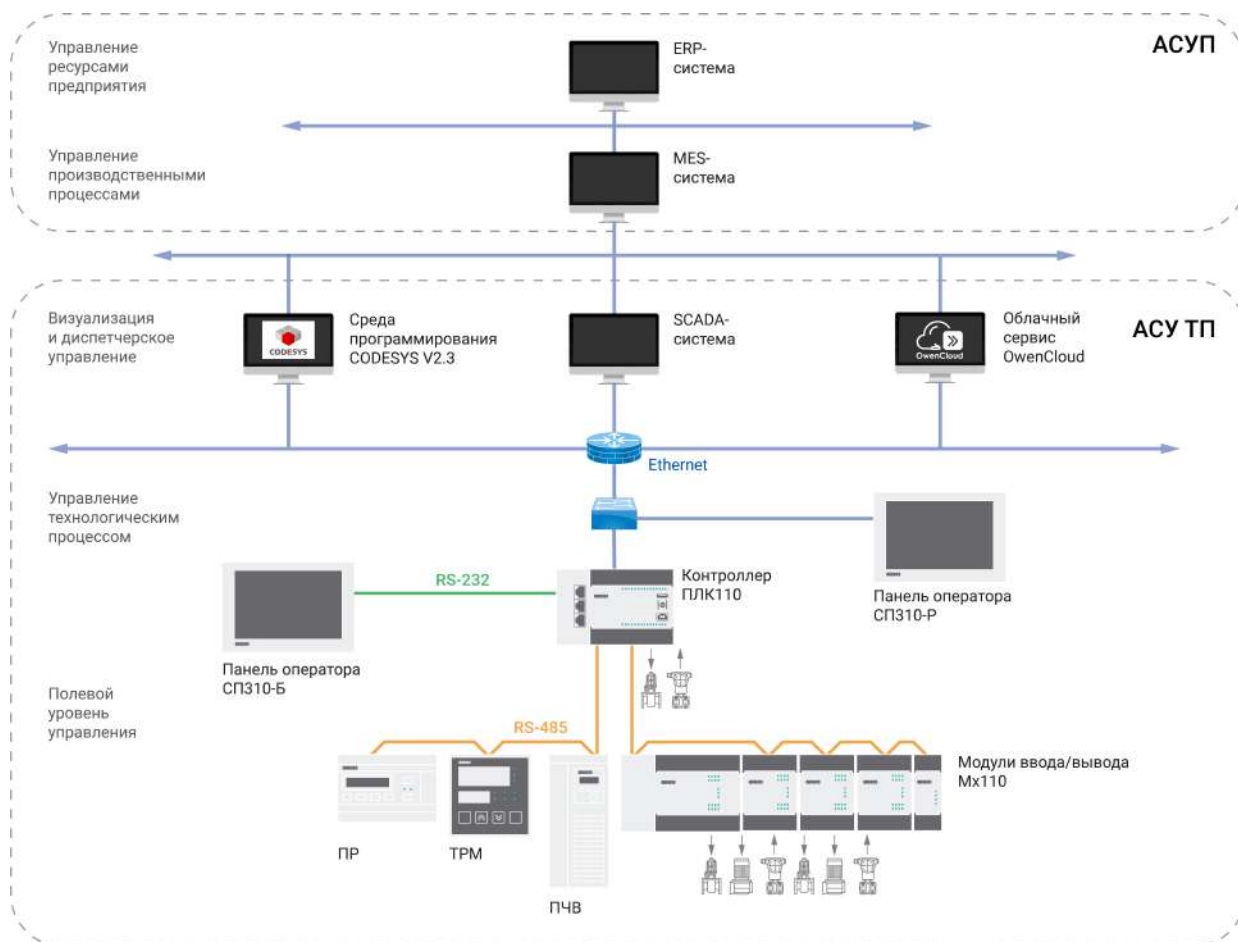 Управление
ресурсами
предприятия
ERP-
система
АСУП
Управление
производственными
процессами
MES-
система
Визуализация
и диспетчерское
управление
CODESYS
Среда
программирования
CODESYS V2.3
SCADA-
система
OwenCloud
Облачный
сервис
OwenCloud
АСУ ТП
Ethernet
Управление
технологическим
процессом
RS-232
Контроллер
ПЛК110
Панель оператора
СП310-Р
Панель оператора
СП310-Б
Полевой
уровень
управления
RS-485
Модули ввода/вывода
Мх110
ПР
ТРМ
ПЧВ